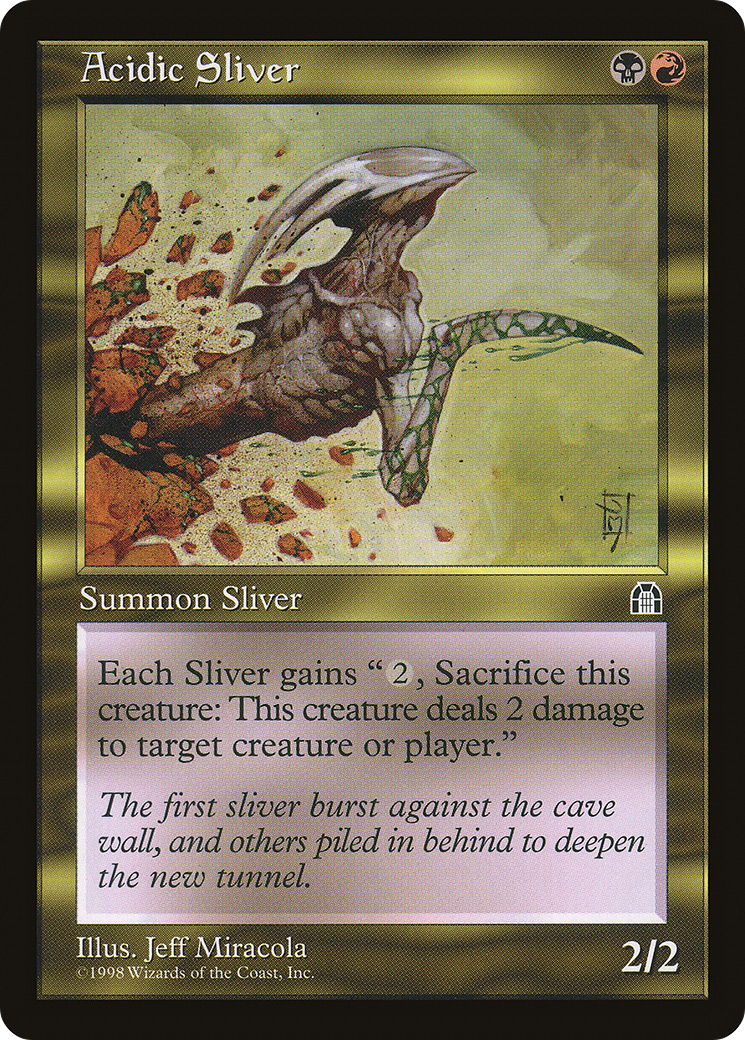 Acidic Sliver
Summon Sliver
Each Sliver gains “2, Sacrifice this
creature: This creature deals 2 damage
to target creature or player.”
The first sliver burst against the cave
wall, and others piled in behind to deepen
the new tunnel.
Illus. Jeff Miracola
©1998 Wizards of the Coast, Inc.
2/2